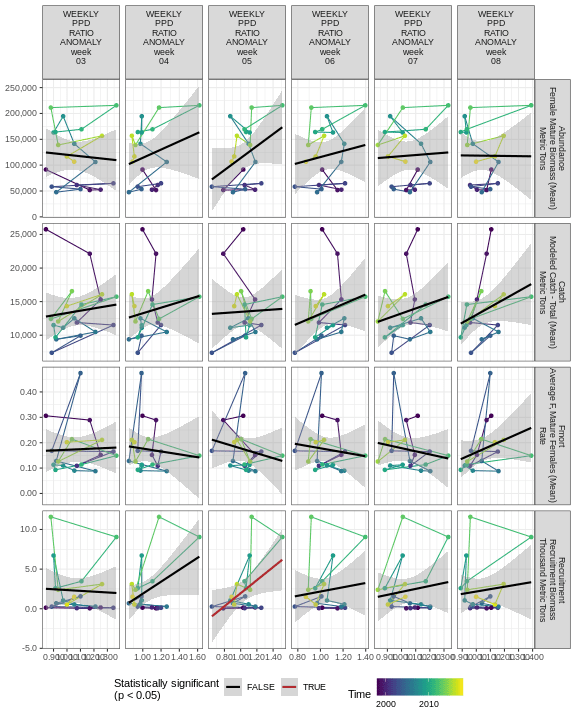 WEEKLY WEEKLY WEEKLY WEEKLY WEEKLY WEEKLY
PPD PPD PPD PPD PPD PPD
RATIO RATIO RATIO RATIO RATIO RATIO
ANOMALY ANOMALY ANOMALY ANOMALY ANOMALY ANOMALY
week week week week week week
03 04 05 06 07 08
250,000
200,000
150,000
100,000
50,000
0
Abundance
Female Mature Biomass (Mean)
Metric Tons
25,000
20,000
15,000
10,000
Catch
Modelled Catch - Total (Mean)
Metric Tons
0.40
0.30
0.20
0.10
0.00
Fmort
Average F, Mature Females (Mean)
Rate
10.0
5.0
0.0
-5.0
Recruitment
Recruitment Biomass
Thousand Metric Tons
1.00 1.20 1.40 1.60
0.80 1.00 1.20 1.40
0.80 1.00 1.20 1.40
Statistically significant
(p < 0.05)
FALSE
TRUE
Time
2000 2010